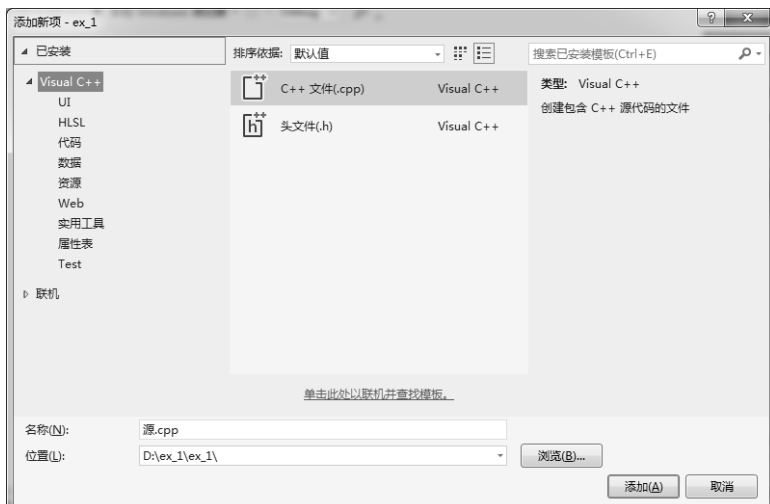 添加新项 - ex_1
已安装
排序依据: 默认值
搜索已安装模板(Ctrl+E)
Visual C++
UI
HLSL
代码
数据
资源
Web
实用工具
属性表
Test
联机
C++ 文件(.cpp) Visual C++
头文件(.h) Visual C++
类型: Visual C++
创建包含 C++ 源代码的文件
单击此处以联机并查找模板。
名称(N): 源.cpp
位置(L): D:\ex_1\ex_1\
浏览(B)...
添加(A) 取消